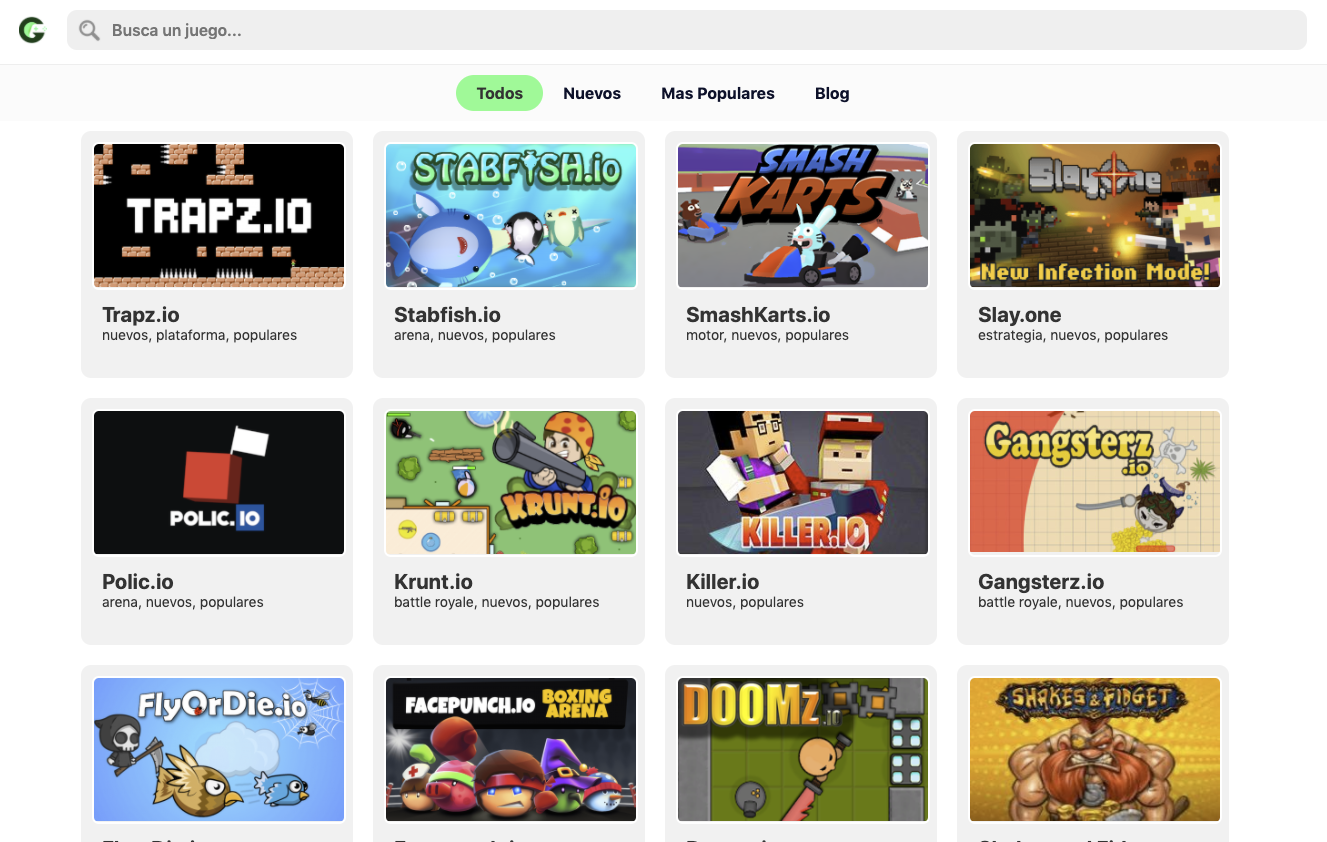 Busca un juego...
Todos
Nuevos
Mas Populares
Blog
TRAPZ.IO
Trapz.io
nuevos, plataforma, populares
STABFISH.io
Stabfish.io
arena, nuevos, populares
SMASH
KARTS
SmashKarts.io
motor, nuevos, populares
Slay.one
New Infection Mode!
Slay.one
estrategia, nuevos, populares
POLIC.IO
Polic.io
arena, nuevos, populares
KRUNT.iO
Krunt.io
battle royale, nuevos, populares
KILLER.IO
Killer.io
nuevos, populares
Gangsterz
.io
Gangsterz.io
battle royale, nuevos, populares
FlyOrDie.io
FACEPUNCH.IO
BOXING
ARENA
DOOMz.io
SHAKES & FIDGET